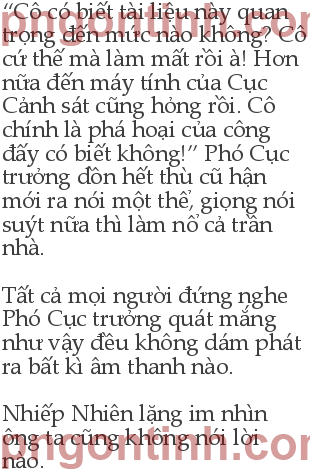 “Cô có biết tài liệu này quan
trọng đến mức nào không? Cô
cứ thế mà làm mất rồi à! Hơn
nữa đến máy tính của Cục
Cảnh sát cũng hỏng rồi. Cô
chính là phá hoại của công
đấy có biết không!” Phó Cục
trưởng dồn hết thù cũ hận
mới ra nói một thể, giọng nói
suýt nữa thì làm nổ cả trần
nhà.
Tất cả mọi người đứng nghe
Phó Cục trưởng quát mắng
như vậy đều không dám phát
ra bất kì âm thanh nào.
Nhiếp Nhiên lặng im nhìn
ông ta cũng không nói lời
nào.
pngontinh.com
pngontinh.com